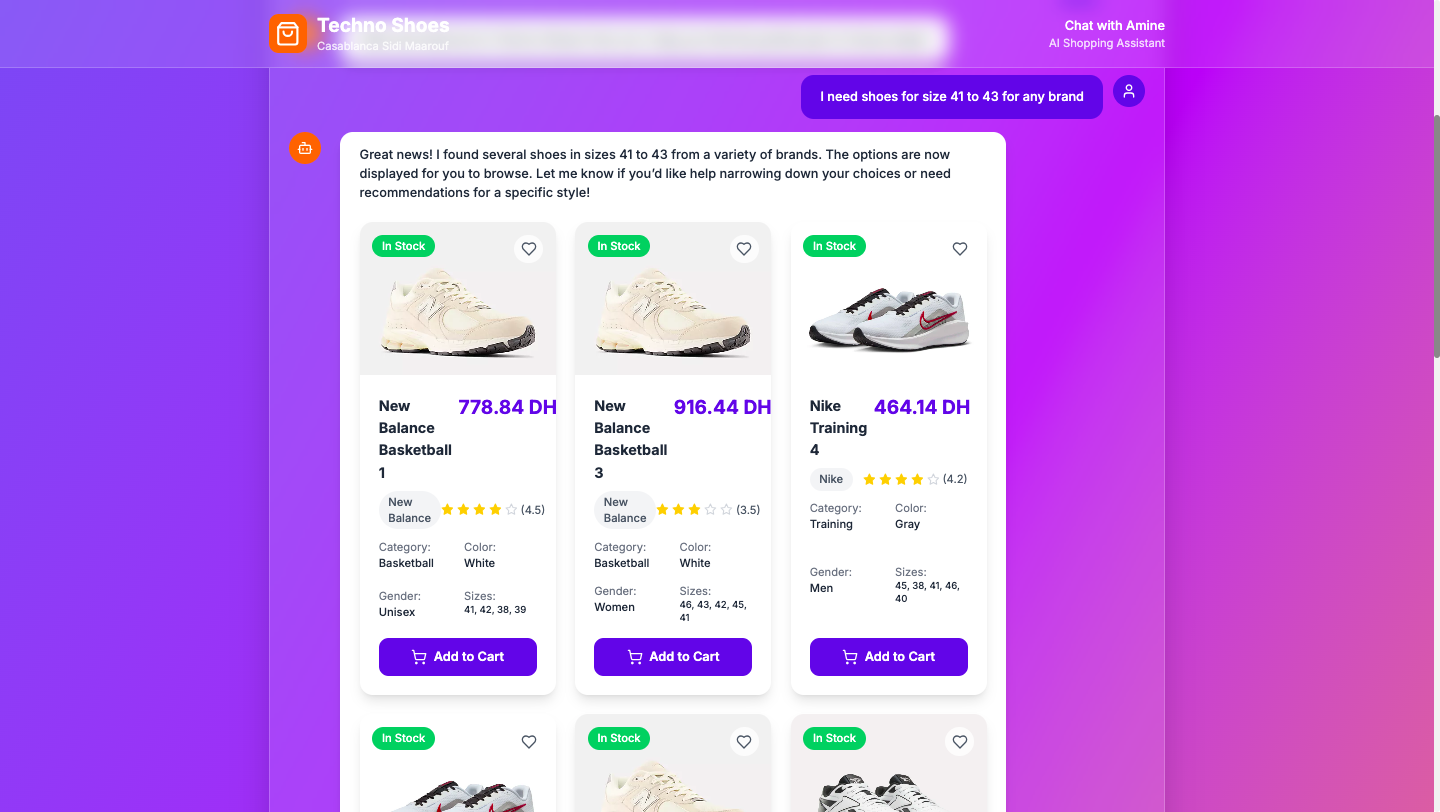 Techno Shoes
Casablanca Sidi Maarouf
Chat with Amine
AI Shopping Assistant
I need shoes for size 41 to 43 for any brand
Great news! I found several shoes in sizes 41 to 43 from a variety of brands. The options are now
displayed for you to browse. Let me know if you’d like help narrowing down your choices or need
recommendations for a specific style!
In Stock
New
Balance
Basketball
1
778.84 DH
New
Balance
(4.5)
Category:
Basketball
Color:
White
Gender:
Unisex
Sizes:
41, 42, 38, 39
Add to Cart
In Stock
New
Balance
Basketball
3
916.44 DH
New
Balance
(3.5)
Category:
Basketball
Color:
White
Gender:
Women
Sizes:
46, 43, 42, 45,
41
Add to Cart
In Stock
Nike
Training
4
464.14 DH
Nike
(4.2)
Category:
Training
Color:
Gray
Gender:
Men
Sizes:
45, 38, 41, 46,
40
Add to Cart
In Stock
In Stock
In Stock